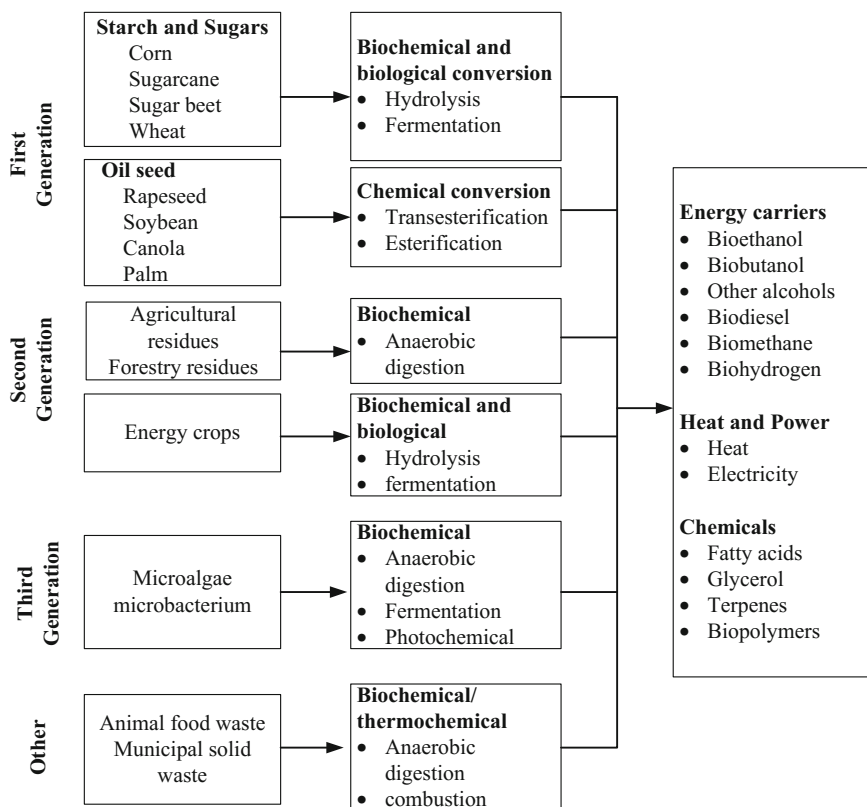 First
Generation
Starch and Sugars
Corn
Sugarcane
Sugar beet
Wheat
Biochemical and
biological conversion
• Hydrolysis
• Fermentation
Oil seed
Rapeseed
Soybean
Canola
Palm
Chemical conversion
• Transesterification
• Esterification
Second
Generation
Agricultural
residues
Forestry residues
Biochemical
• Anaerobic
digestion
Energy crops
Biochemical and
biological
• Hydrolysis
• fermentation
Third
Generation
Microalgae
microbacterium
Biochemical
• Anaerobic
digestion
• Fermentation
• Photochemical
Other
Animal food waste
Municipal solid
waste
Biochemical/
thermochemical
• Anaerobic
digestion
• combustion
Energy carriers
• Bioethanol
• Biobutanol
• Other alcohols
• Biodiesel
• Biomethane
• Biohydrogen
Heat and Power
• Heat
• Electricity
Chemicals
• Fatty acids
• Glycerol
• Terpenes
• Biopolymers